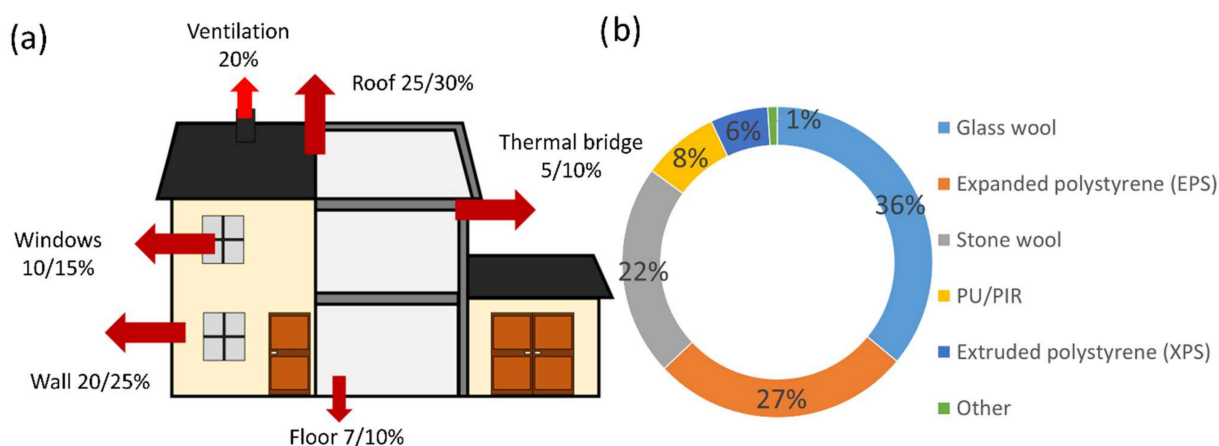 (a)
Ventilation
20%
Roof 25/30%
Thermal bridge
5/10%
Windows
10/15%
Wall 20/25%
Floor 7/10%
(b)
1%
6%
8%
36%
22%
27%
Glass wool
Expanded polystyrene (EPS)
Stone wool
PU/PIR
Extruded polystyrene (XPS)
Other